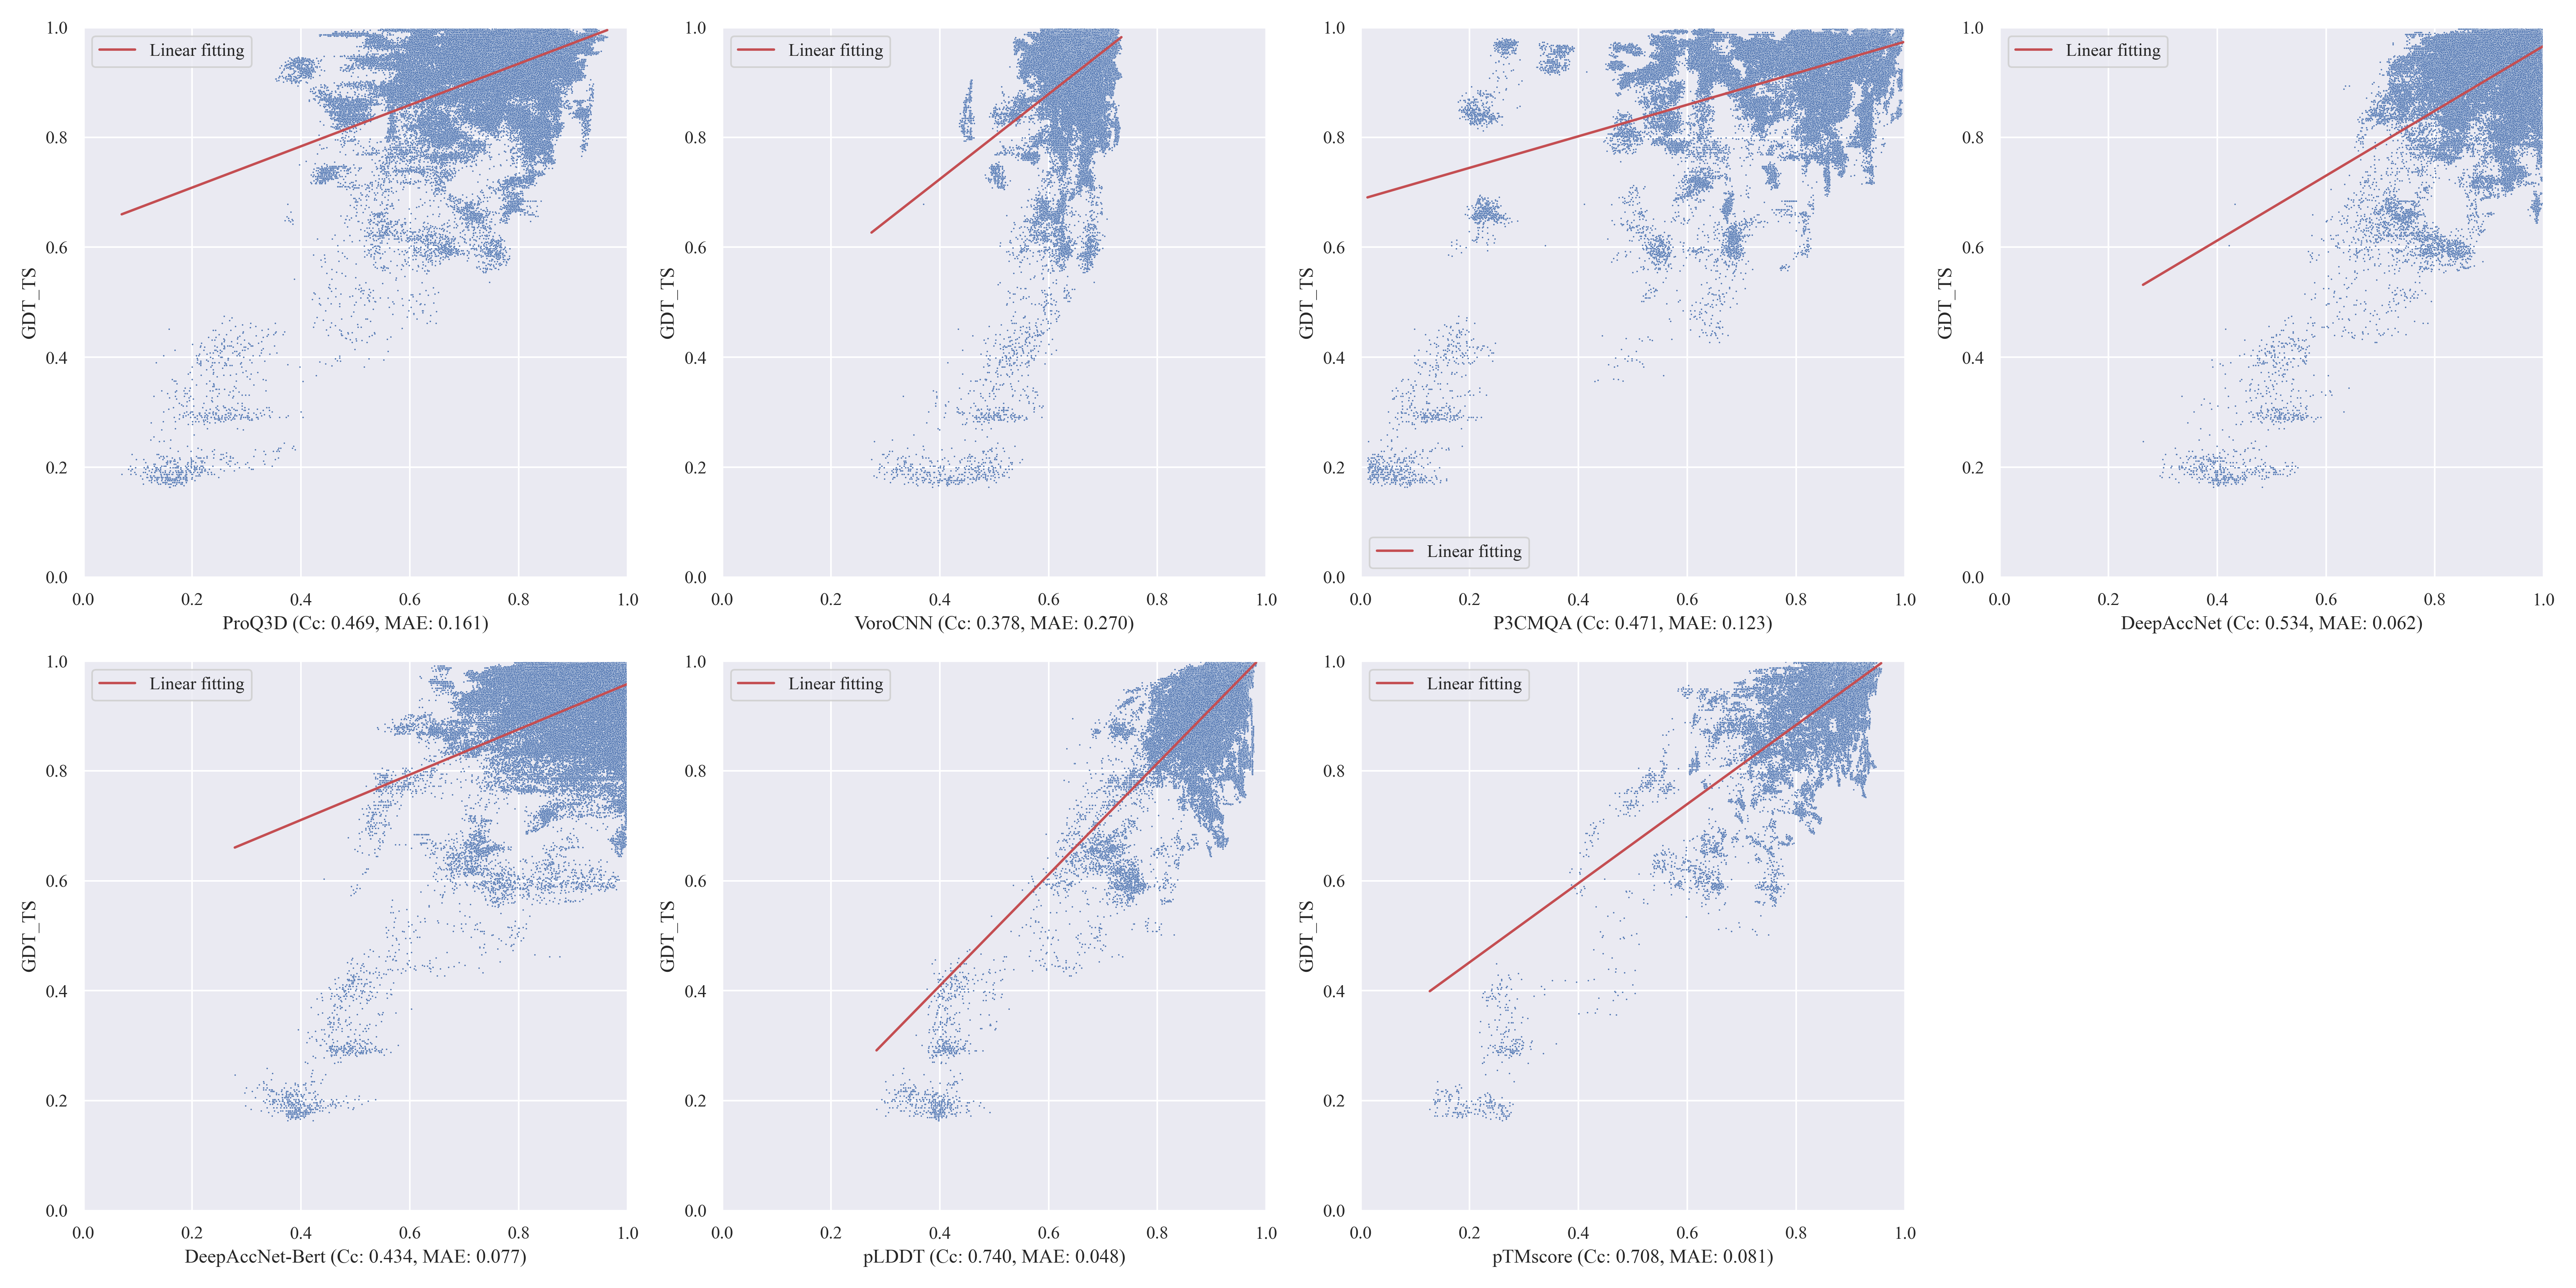 1.0
Linear fitting
0.8
0.6
0.4
0.2
0.0
GDT_TS
0.0 0.2 0.4 0.6 0.8 1.0
ProQ3D (Cc: 0.469, MAE: 0.161)
1.0
Linear fitting
0.8
0.6
0.4
0.2
0.0
GDT_TS
0.0 0.2 0.4 0.6 0.8 1.0
VoroCNN (Cc: 0.378, MAE: 0.270)
1.0
0.8
0.6
0.4
0.2
Linear fitting
0.0
GDT_TS
0.0 0.2 0.4 0.6 0.8 1.0
P3CMQA (Cc: 0.471, MAE: 0.123)
1.0
Linear fitting
0.8
0.6
0.4
0.2
0.0
GDT_TS
0.0 0.2 0.4 0.6 0.8 1.0
DeepAccNet (Cc: 0.534, MAE: 0.062)
1.0
Linear fitting
0.8
0.6
0.4
0.2
0.0
GDT_TS
0.0 0.2 0.4 0.6 0.8 1.0
DeepAccNet-Bert (Cc: 0.434, MAE: 0.077)
1.0
Linear fitting
0.8
0.6
0.4
0.2
0.0
GDT_TS
0.0 0.2 0.4 0.6 0.8 1.0
pLDDT (Cc: 0.740, MAE: 0.048)
1.0
Linear fitting
0.8
0.6
0.4
0.2
0.0
GDT_TS
0.0 0.2 0.4 0.6 0.8 1.0
pTMscore (Cc: 0.708, MAE: 0.081)